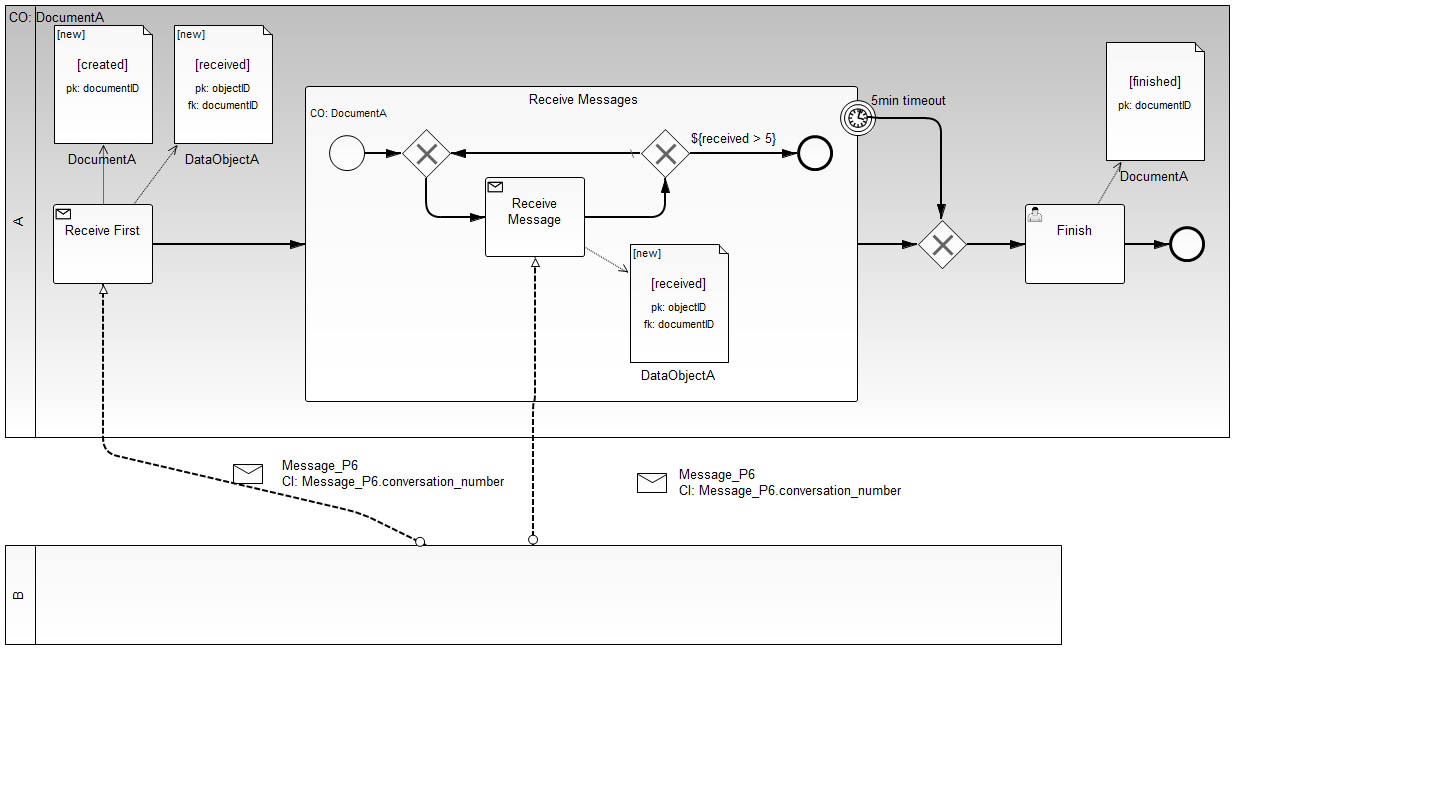 CO: DocumentA
[new]
[created]
pk: documentID
DocumentA
[new]
[received]
pk: objectID
fk: documentID
DataObjectA
A
Receive First
Receive Messages
CO: DocumentA
${received > 5}
Receive
Message
[new]
[received]
pk: objectID
fk: documentID
DataObjectA
5min timeout
[finished]
pk: documentID
DocumentA
Finish
Message_P6
CI: Message_P6.conversation_number
Message_P6
CI: Message_P6.conversation_number
B